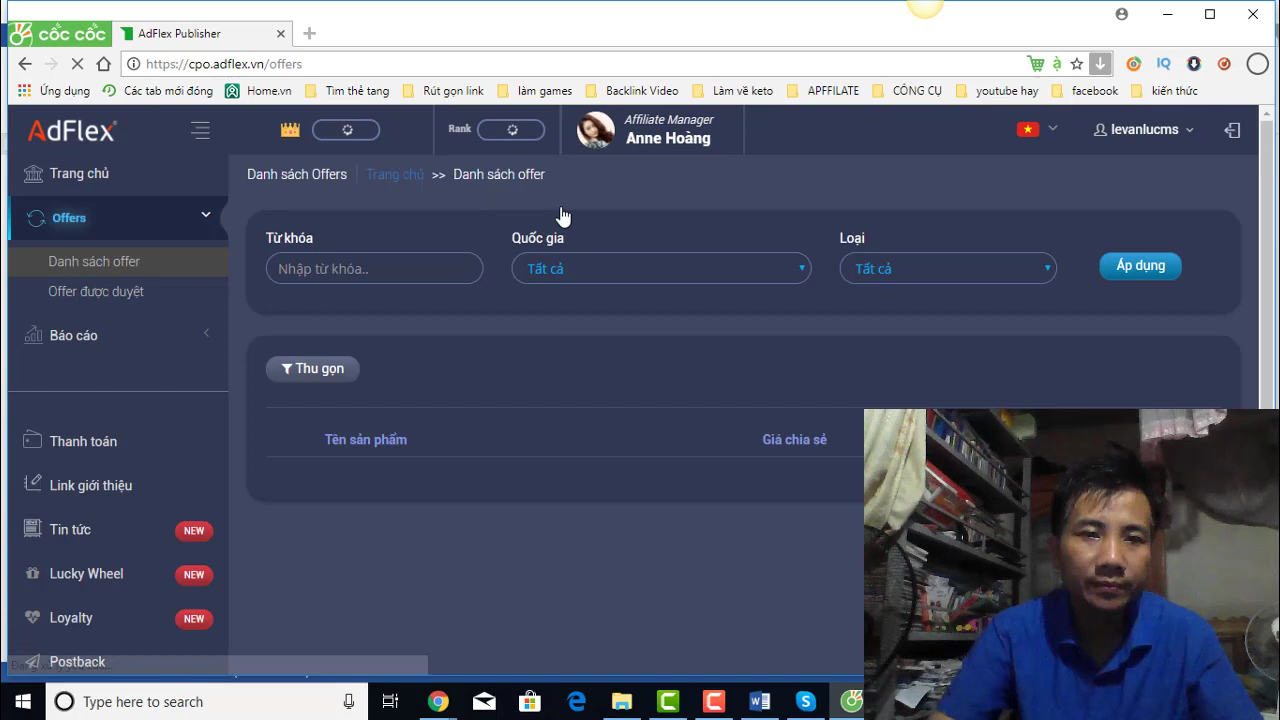 cốc cốc
AdFlex Publisher
https://cpo.adflex.vn/offers
Ứng dụng
Các tab mới đóng
Home.vn
Tìm thẻ tang
Rút gọn link
làm games
Backlink Video
Làm vẽ keto
APFFILATE
CÔNG CỤ
youtube hay
facebook
kiến thức
AdFlex
Rank
Affiliate Manager
Anne Hoàng
levanlucms
Trang chủ
Offers
Danh sách offer
Offer được duyệt
Báo cáo
Thanh toán
Link giới thiệu
Tin tức NEW
Lucky Wheel NEW
Loyalty NEW
Postback
Danh sách Offers
Trang chủ >> Danh sách offer
Từ khóa
Quốc gia
Loại
Nhập từ khóa..
Tất cả
Tất cả
Áp dụng
Thu gọn
Tên sản phẩm
Giá chia sẻ
Type here to search